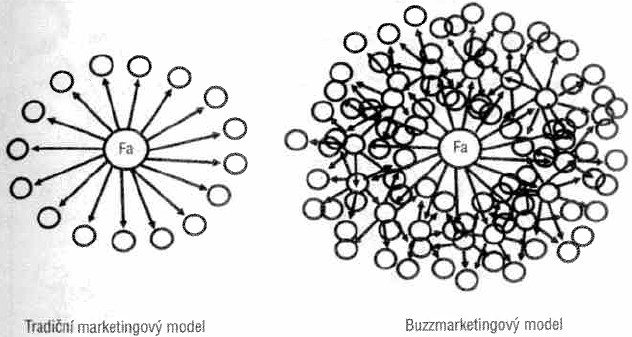 Fa
Fa
Tradiční marketingový model
Buzzmarketingový model